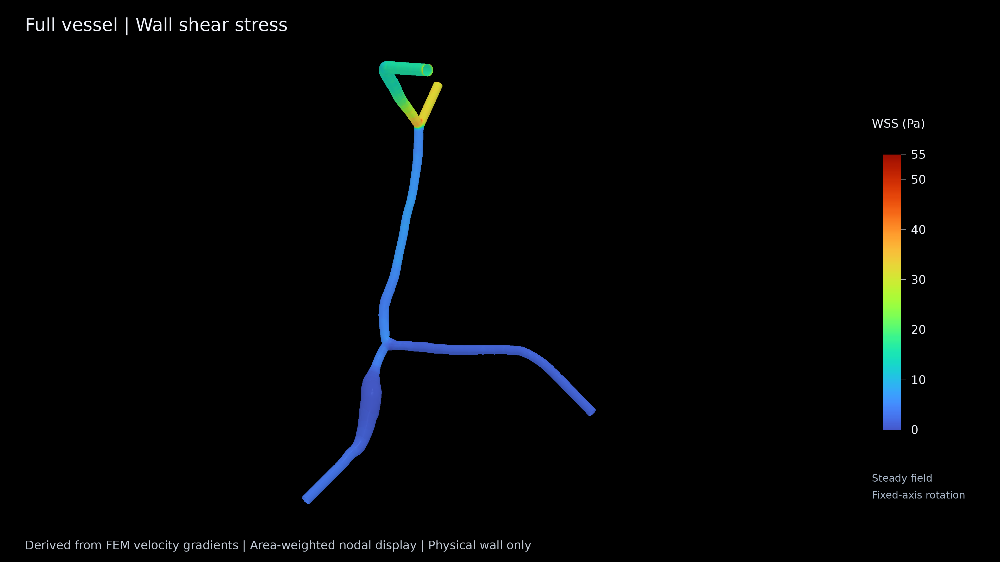 Full vessel | Wall shear stress
WSS (Pa)
55
50
40
30
20
10
0
Steady field
Fixed-axis rotation
Derived from FEM velocity gradients | Area-weighted nodal display | Physical wall only